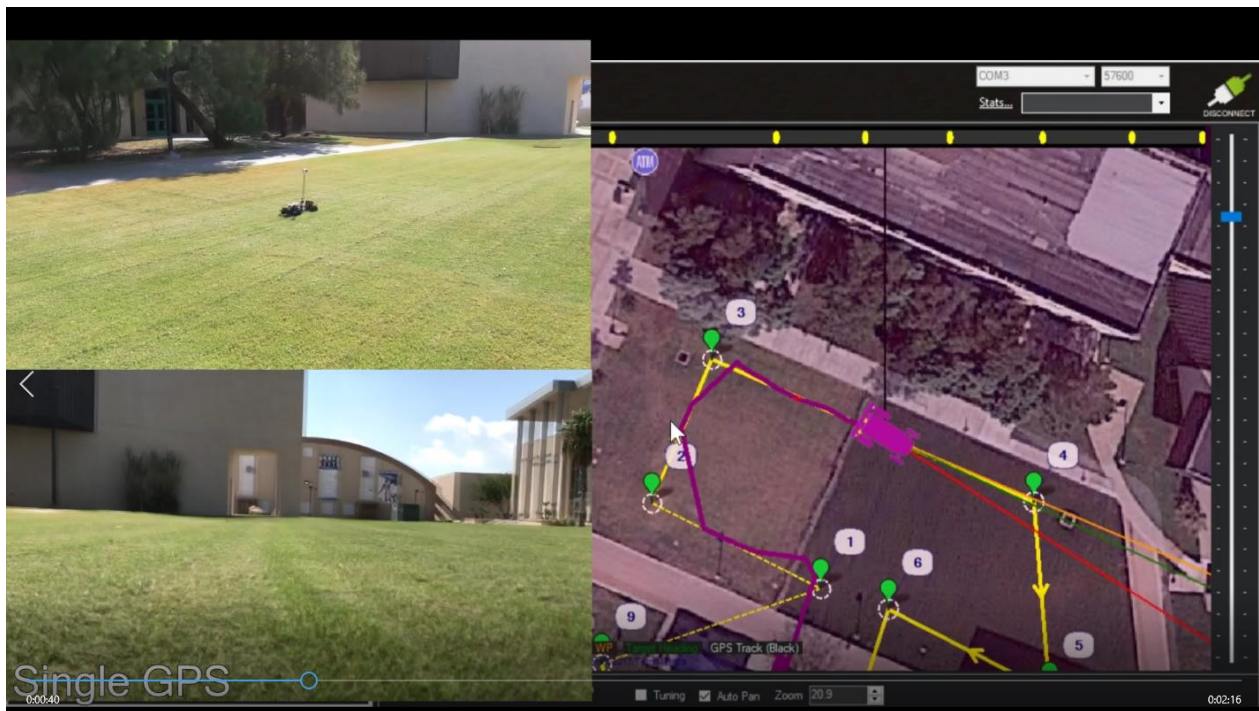 COM3
57600
Stats...
DISCONNECT
ATM
3
4
2
1
6
9
5
WP
Target Heading
GPS Track (Black)
Single GPS
0:00:40
Tuning
Auto Pan
Zoom
20.9
0:02:16